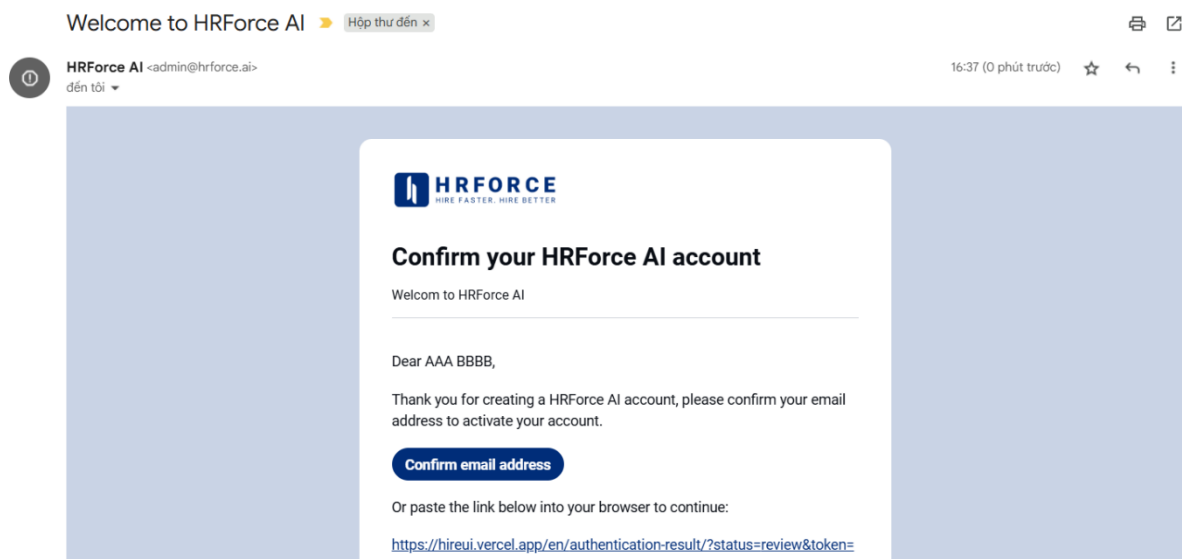 Welcome to HRForce AI Hộp thư đến ×
HRForce AI <admin@hrforce.ai> 16:37 (0 phút trước)
đến tôi
HRFORCE
HIRE FASTER. HIRE BETTER
Confirm your HRForce AI account
Welcom to HRForce AI
Dear AAA BBBB,
Thank you for creating a HRForce AI account, please confirm your email
address to activate your account.
Confirm email address
Or paste the link below into your browser to continue:
https://hireui.vercel.app/en/authentication-result/?status=review&token=